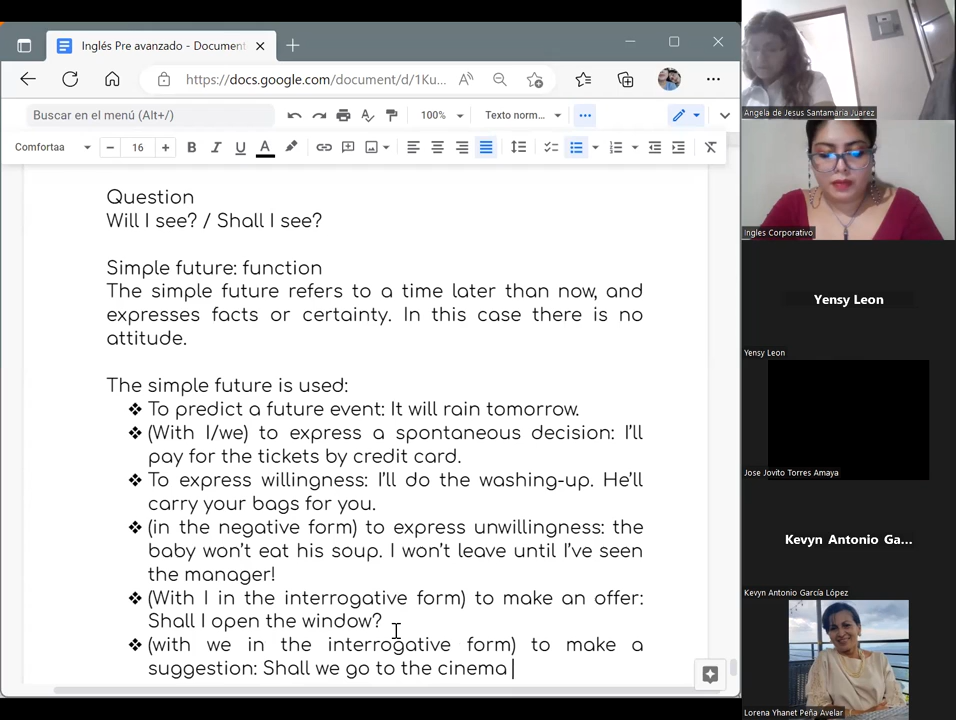 Inglés Pre avanzado - Document
https://docs.google.com/document/d/1Ku...
Buscar en el menú (Alt+/)
100%
Texto norm...
Comfortaa
16
Question
Will I see? / Shall I see?
Simple future: function
The simple future refers to a time later than now, and
expresses facts or certainty. In this case there is no
attitude.
The simple future is used:
❖ To predict a future event: It will rain tomorrow.
❖ (With I/we) to express a spontaneous decision: I'll
pay for the tickets by credit card.
❖ To express willingness: I'll do the washing-up. He'll
carry your bags for you.
❖ (in the negative form) to express unwillingness: the
baby won't eat his soup. I won't leave until I've seen
the manager!
❖ (With I in the interrogative form) to make an offer:
Shall I open the window?
❖ (with we in the interrogative form) to make a
suggestion: Shall we go to the cinema
Angela de Jesus Santamaria Juarez
Ingles Corporativo
Yensy Leon
Yensy Leon
Jose Jovito Torres Amaya
Kevyn Antonio Ga...
Kevyn Antonio García López
Lorena Yhanet Peña Avelar